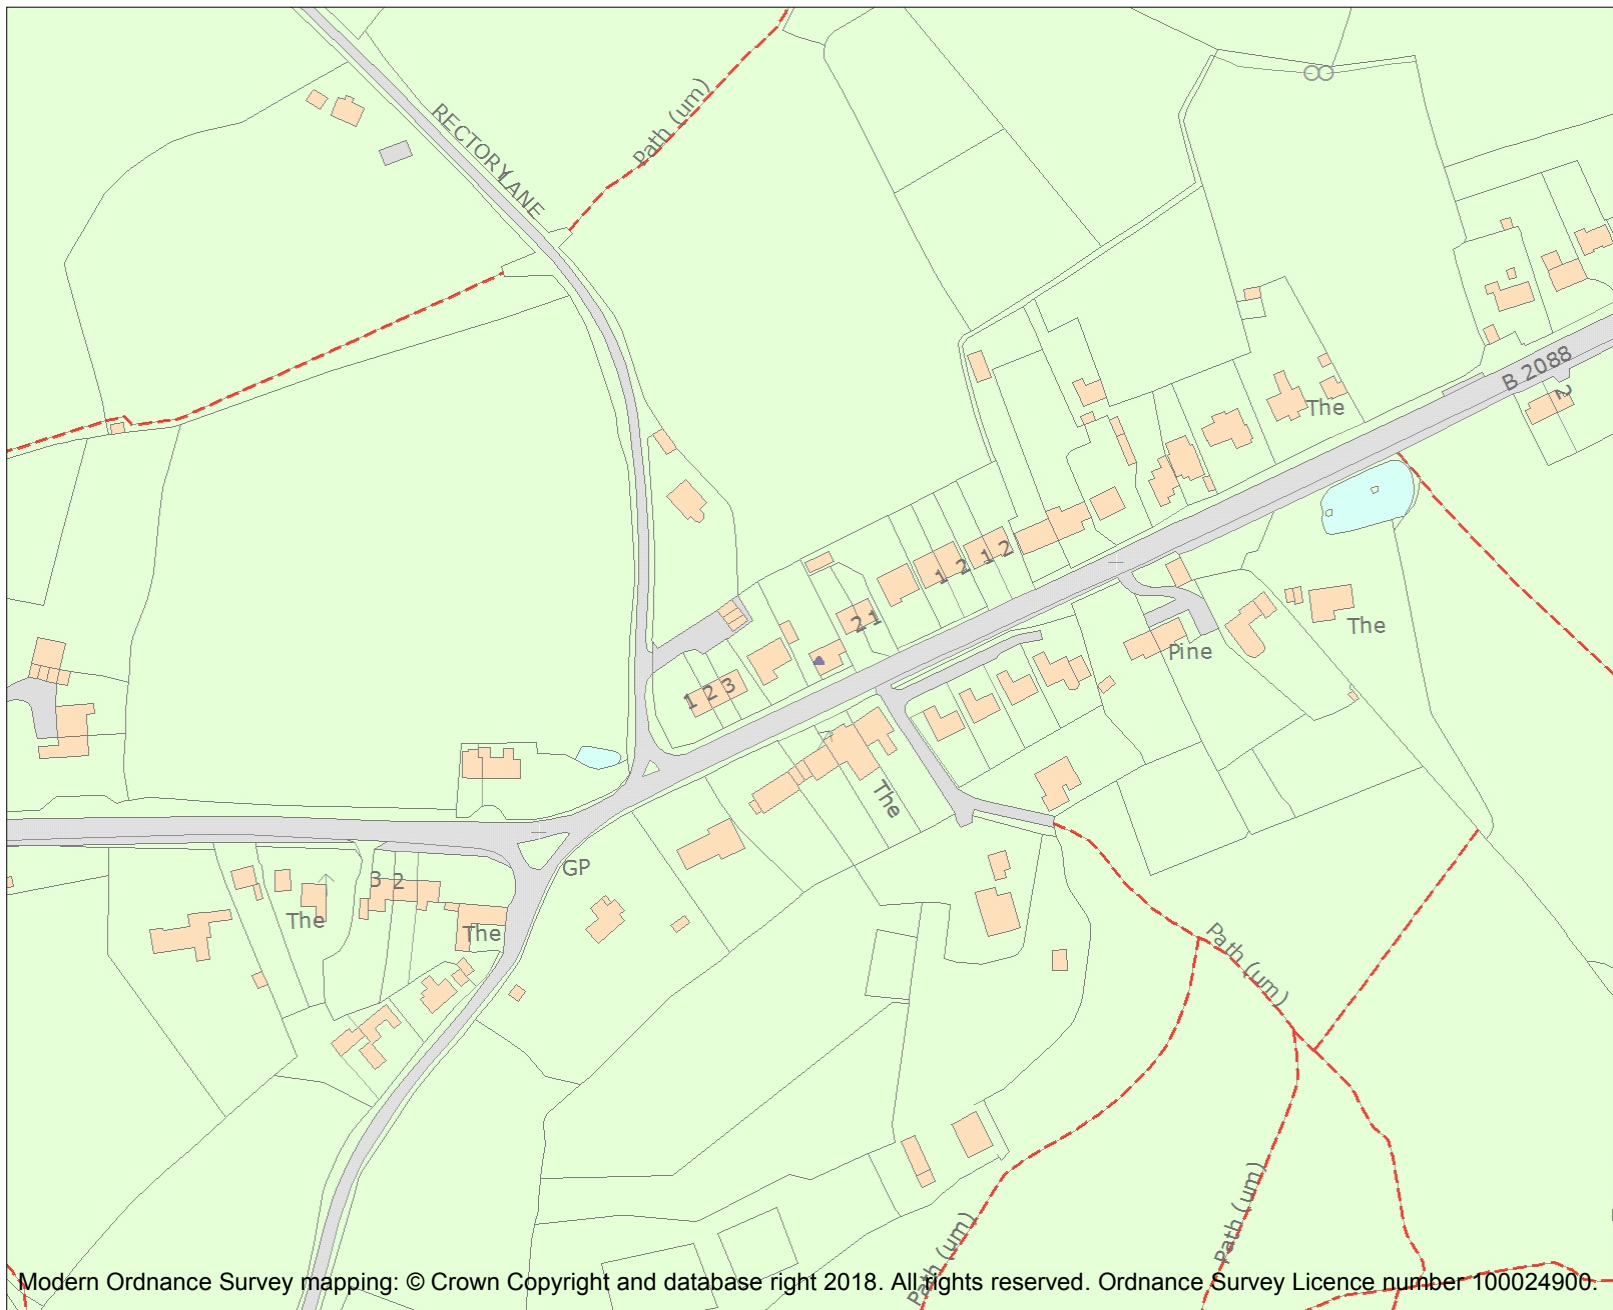 RECTORY LANE
Path (um)
B 2088
2
The
1 2
1 2
2 1
1 2 3
The
Pine
The
GP
3 2
The
The
Path (um)
Path (um)
Path (um)
Modern Ordnance Survey mapping: © Crown Copyright and database right 2018. All rights reserved. Ordnance Survey Licence number 100024900.